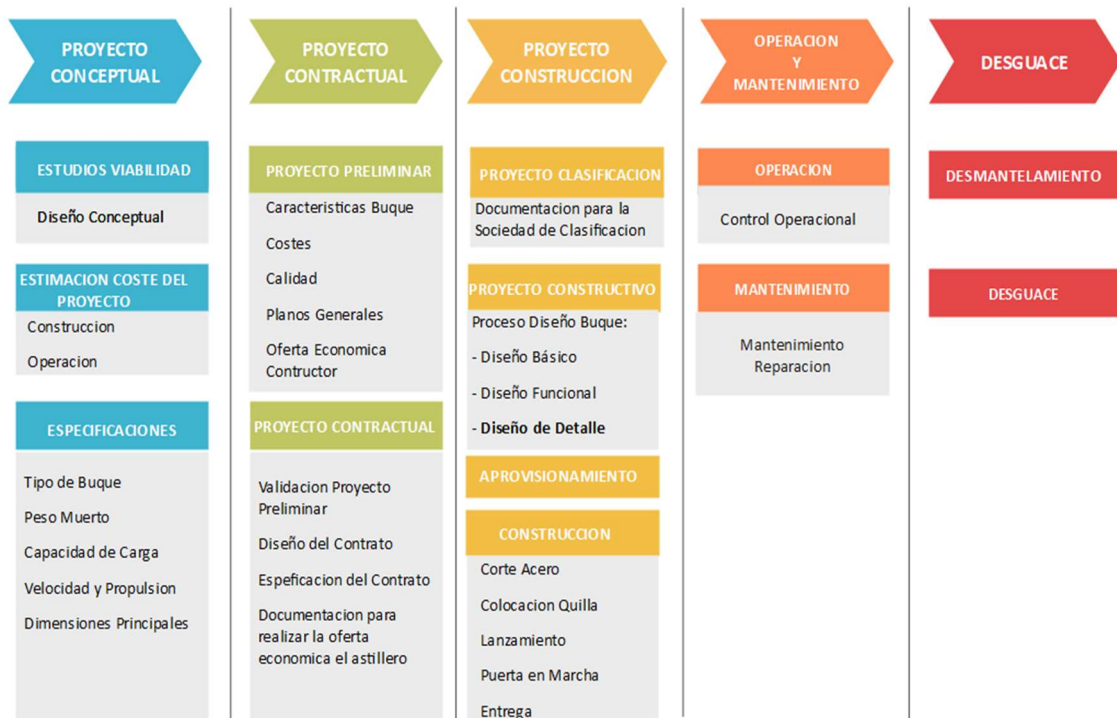 PROYECTO
CONCEPTUAL
ESTUDIOS VIABILIDAD
Diseño Conceptual
ESTIMACION COSTE DEL
PROYECTO
Construccion
Operacion
ESPECIFICACIONES
Tipo de Buque
Peso Muerto
Capacidad de Carga
Velocidad y Propulsion
Dimensiones Principales
PROYECTO
CONTRACTUAL
PROYECTO PRELIMINAR
Caracteristicas Buque
Costes
Calidad
Planos Generales
Oferta Economica
Contructor
PROYECTO CONTRACTUAL
Validacion Proyecto
Preliminar
Diseño del Contrato
Espeficacion del Contrato
Documentacion para
realizar la oferta
economica el astillero
PROYECTO
CONSTRUCCION
PROYECTO CLASIFICACION
Documentacion para la
Sociedad de Clasificacion
PROYECTO CONSTRUCTIVO
Proceso Diseño Buque:
- Diseño Básico
- Diseño Funcional
- Diseño de Detalle
APROVISIONAMIENTO
CONSTRUCCION
Corte Acero
Colocacion Quilla
Lanzamiento
Puerta en Marcha
Entrega
OPERACION
Y
MANTENIMIENTO
OPERACION
Control Operacional
MANTENIMIENTO
Mantenimiento
Reparacion
DESGUACE
DESMANTELAMIENTO
DESGUACE